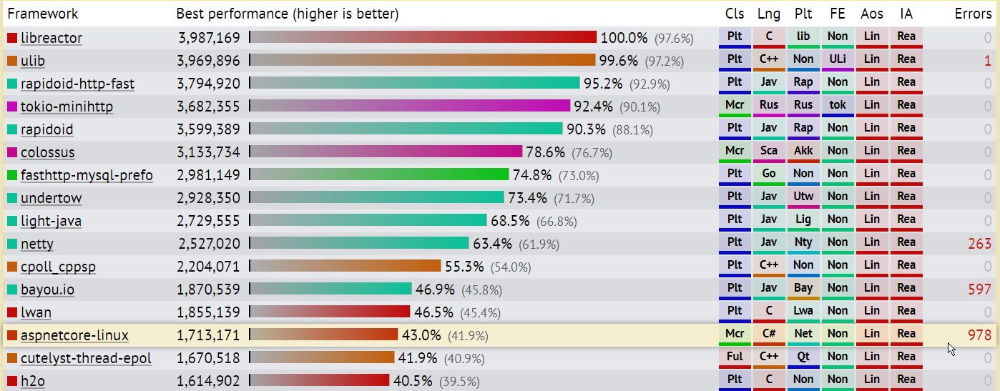 Framework Best performance (higher is better) Cls Lng Plt FE Aos IA Errors
libreactor 3,987,169 100.0% (97.6%) Plt C lib Non Lin Rea 0
ulib 3,969,896 99.6% (97.2%) Plt C++ Non ULi Lin Rea 1
rapidoid-http-fast 3,794,920 95.2% (92.9%) Plt Jav Rap Non Lin Rea 0
tokio-minihttp 3,682,355 92.4% (90.1%) Mcr Rus Rus tok Lin Rea 0
rapidoid 3,599,389 90.3% (88.1%) Plt Jav Rap Non Lin Rea 0
colossus 3,133,734 78.6% (76.7%) Mcr Sca Akk Non Lin Rea 0
fasthttp-mysql-prefo 2,981,149 74.8% (73.0%) Plt Go Non Non Lin Rea 0
undertow 2,928,350 73.4% (71.7%) Plt Jav Utw Non Lin Rea 0
light-java 2,729,555 68.5% (66.8%) Plt Jav Lig Non Lin Rea 0
netty 2,527,020 63.4% (61.9%) Plt Jav Nty Non Lin Rea 263
cpoll_cppsp 2,204,071 55.3% (54.0%) Plt C++ Non Non Lin Rea 0
bayou.io 1,870,539 46.9% (45.8%) Plt Jav Bay Non Lin Rea 597
lwan 1,855,139 46.5% (45.4%) Plt C Lwa Non Lin Rea 0
aspnetcore-linux 1,713,171 43.0% (41.9%) Mcr C# Net Non Lin Rea 978
cutelyst-thread-epol 1,670,518 41.9% (40.9%) Ful C++ Qt Non Lin Rea 0
h2o 1,614,902 40.5% (39.5%) Plt C Non Non Lin Rea 0